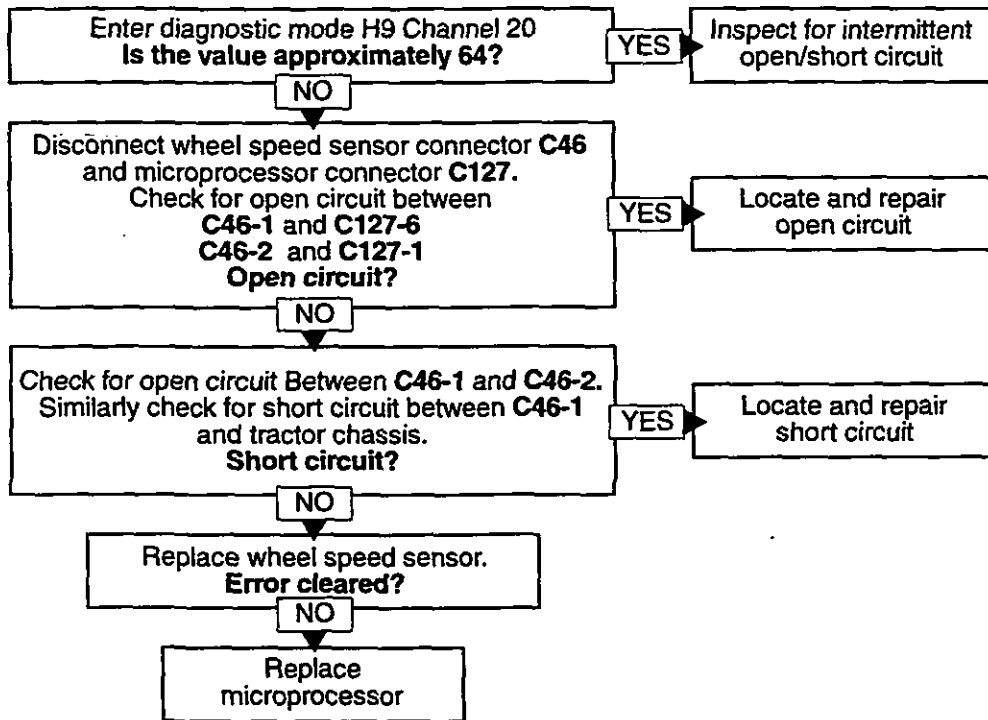 Enter diagnostic mode H9 Channel 20
Is the value approximately 64?
YES
Inspect for intermittent
open/short circuit
NO
Disconnect wheel speed sensor connector C46
and microprocessor connector C127.
Check for open circuit between
C46-1 and C127-6
C46-2 and C127-1
Open circuit?
YES
Locate and repair
open circuit
NO
Check for open circuit Between C46-1 and C46-2.
Similarly check for short circuit between C46-1
and tractor chassis.
Short circuit?
YES
Locate and repair
short circuit
NO
Replace wheel speed sensor.
Error cleared?
NO
Replace
microprocessor